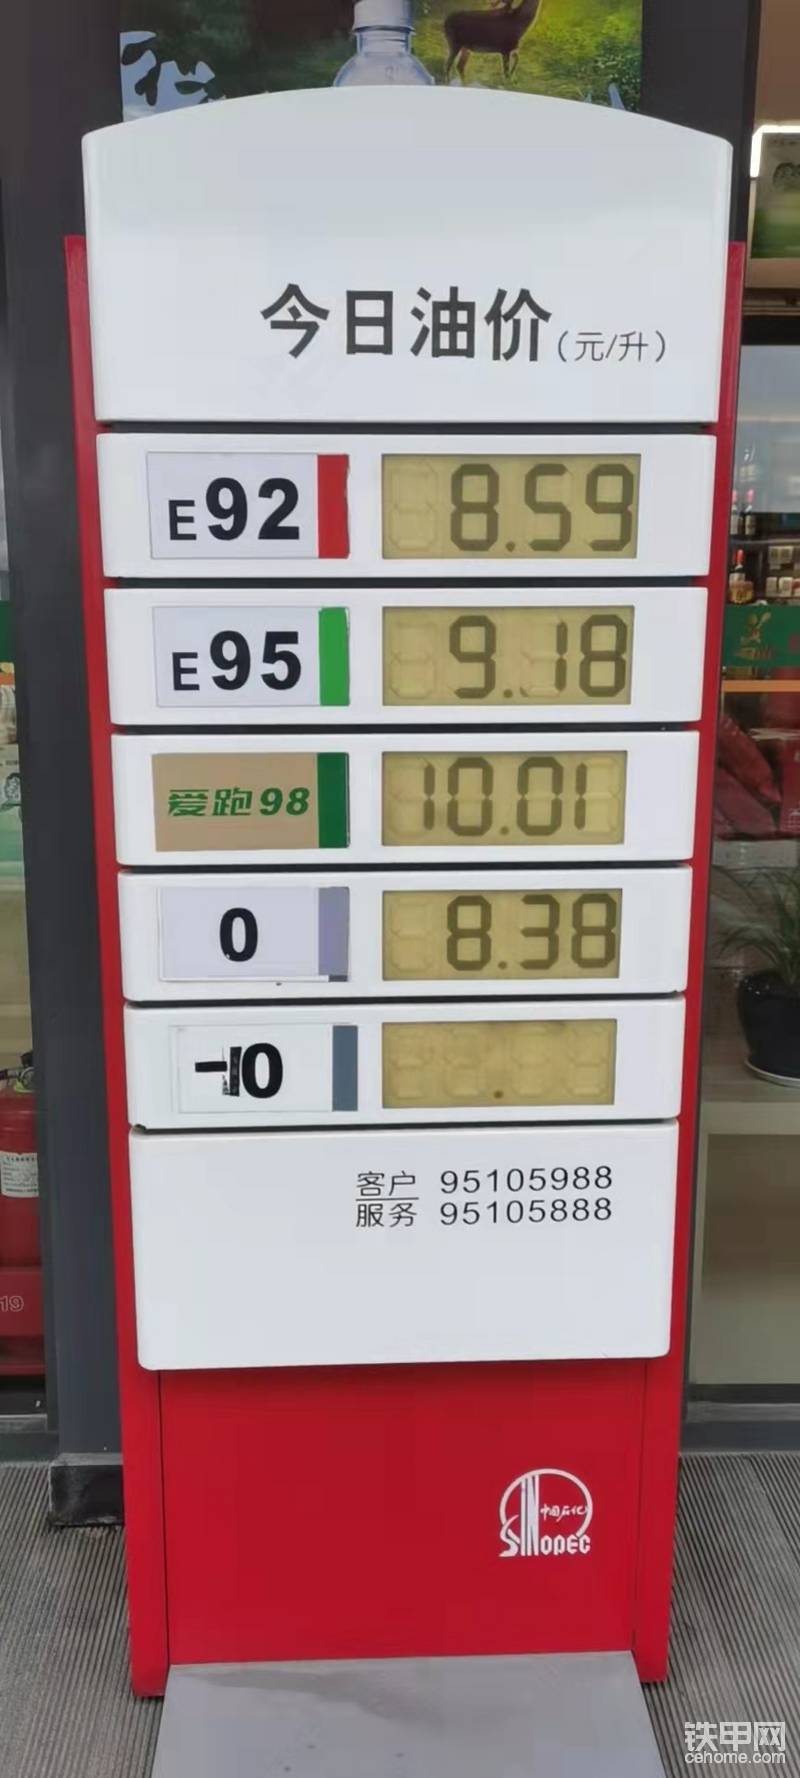 今日油价(元/升)
E92 8.59
E95 9.18
爱跑98 10.01
0 8.38
-10
客户 95105988
服务 95105888
中国石化
SINOPEC
19
铁甲网
cehome.com